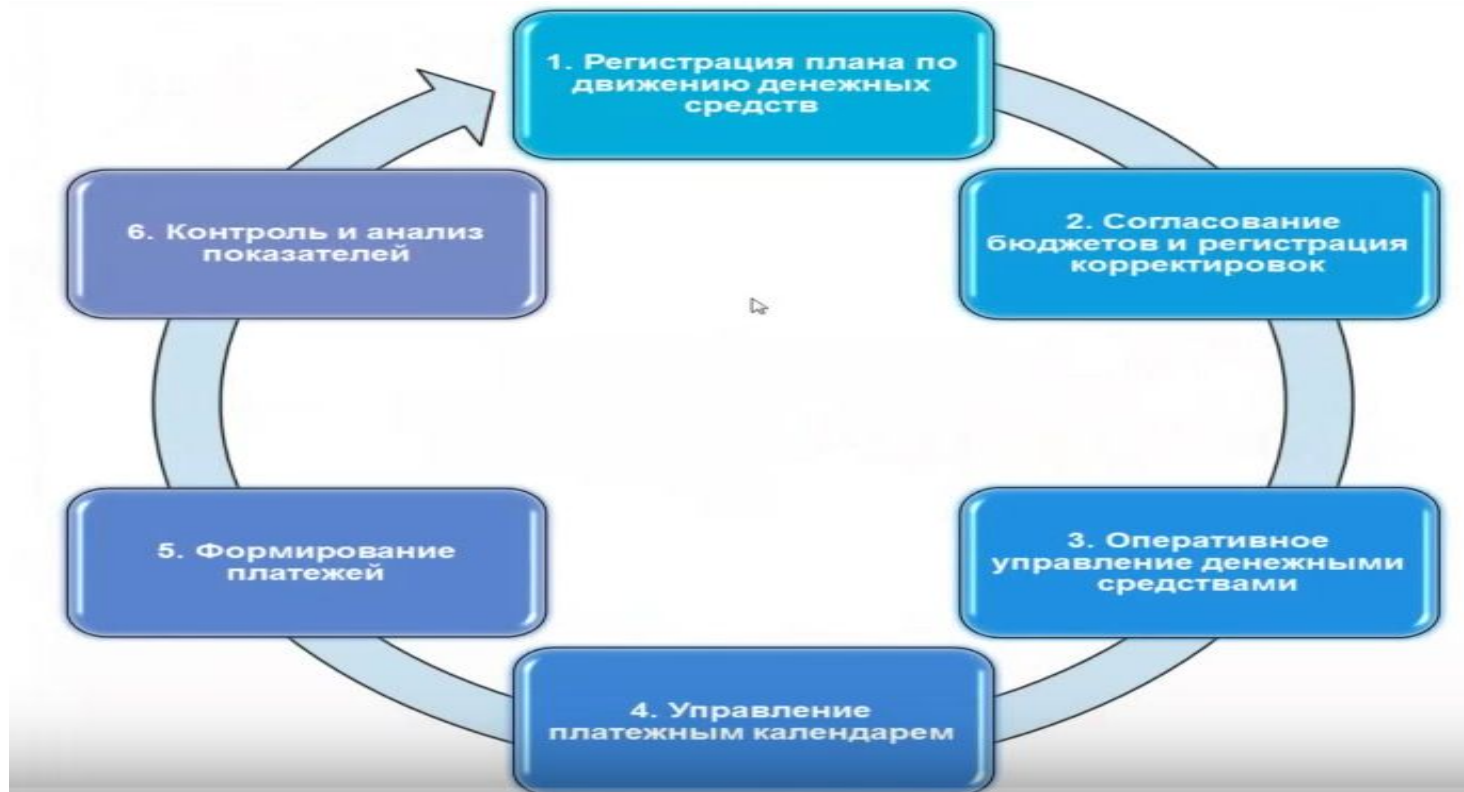 1. Регистрация плана по
движению денежных
средств
2. Согласование
бюджетов и регистрация
корректировок
3. Оперативное
управление денежными
средствами
4. Управление
платежным календарем
5. Формирование
платежей
6. Контроль и анализ
показателей